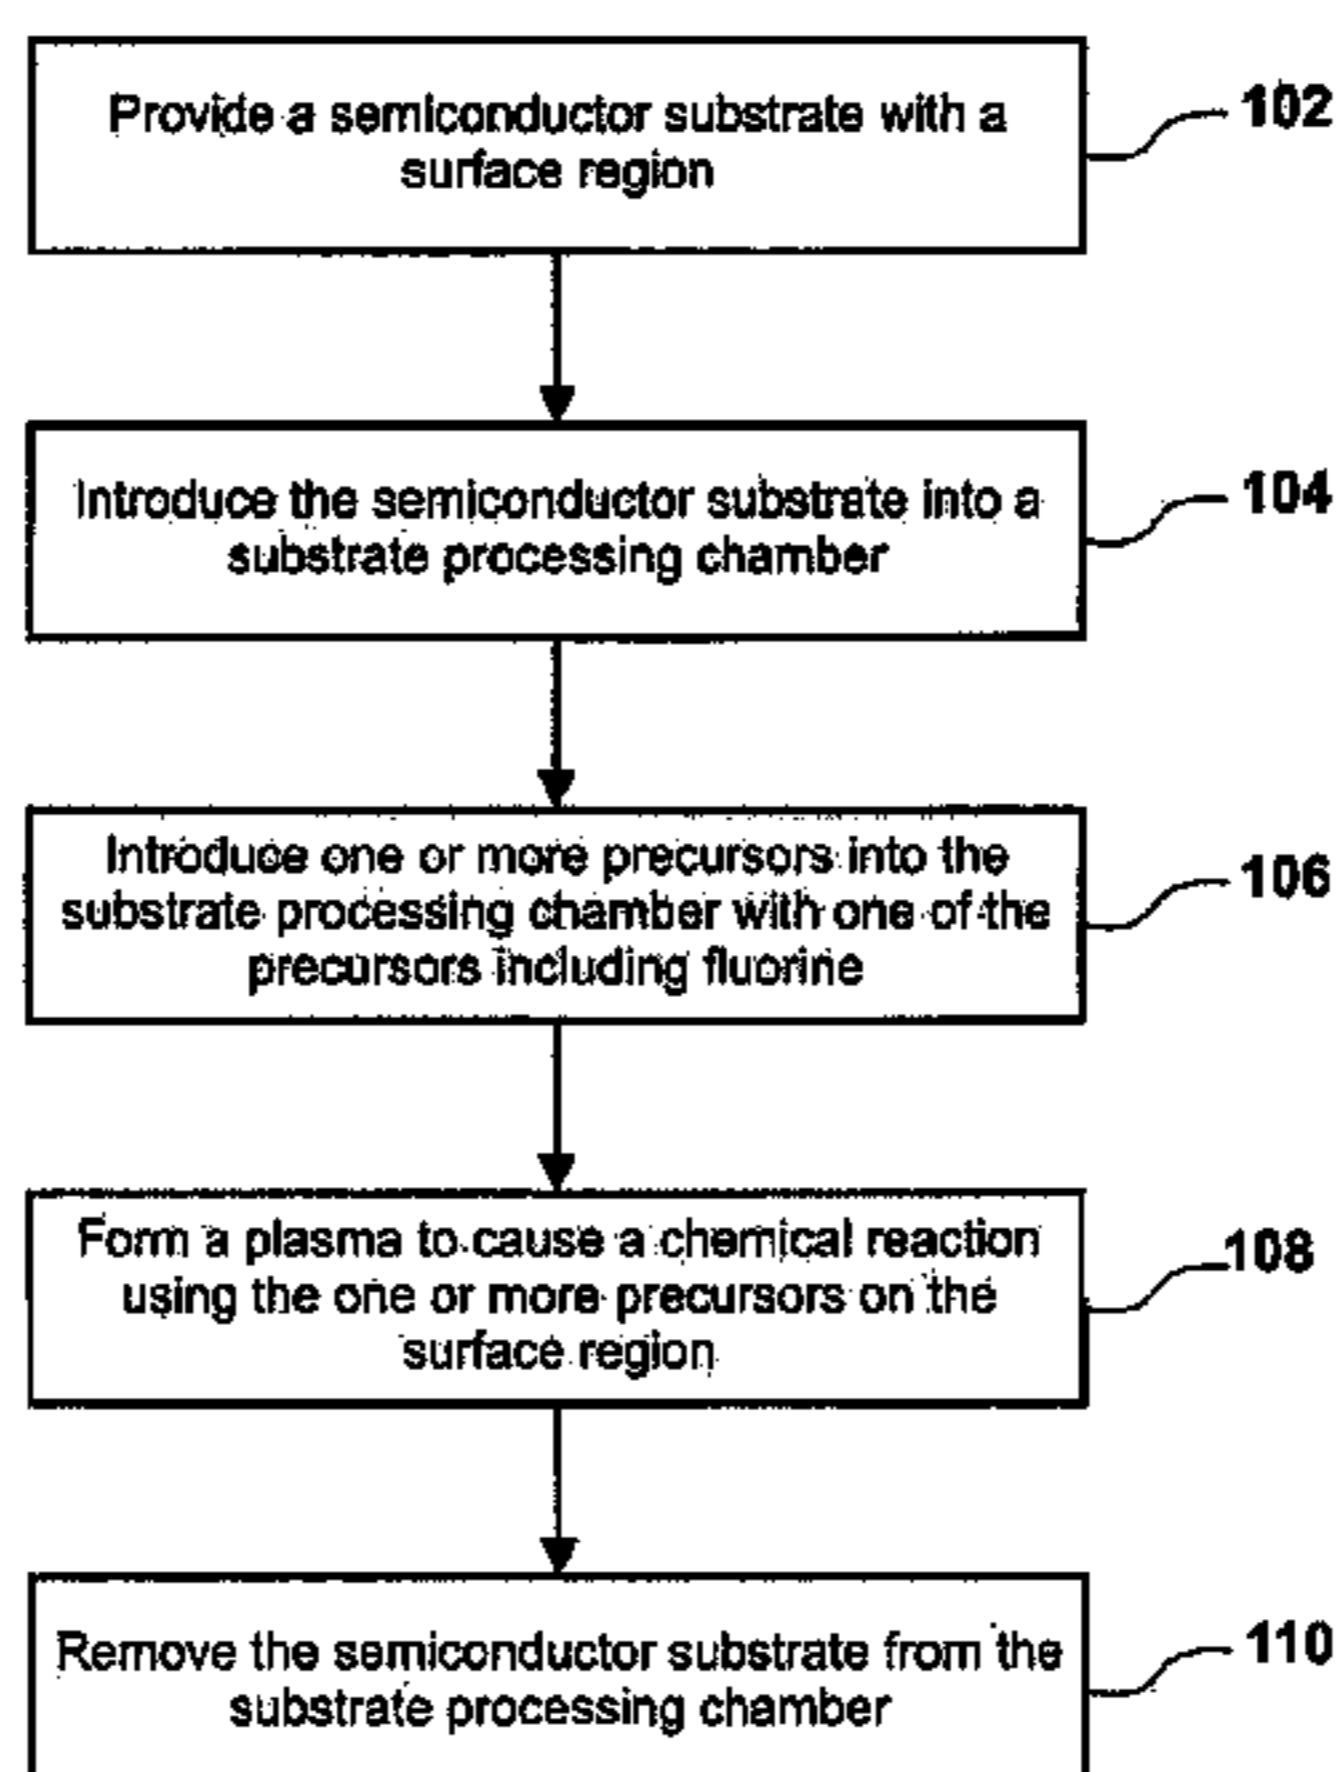 Provide a semiconductor substrate with a
surface region
102
Introduce the semiconductor substrate into a
substrate processing chamber
104
Introduce one or more precursors into the
substrate processing chamber with one of the
precursors including fluorine
106
Form a plasma to cause a chemical reaction
using the one or more precursors on the
surface region
108
Remove the semiconductor substrate from the
substrate processing chamber
110